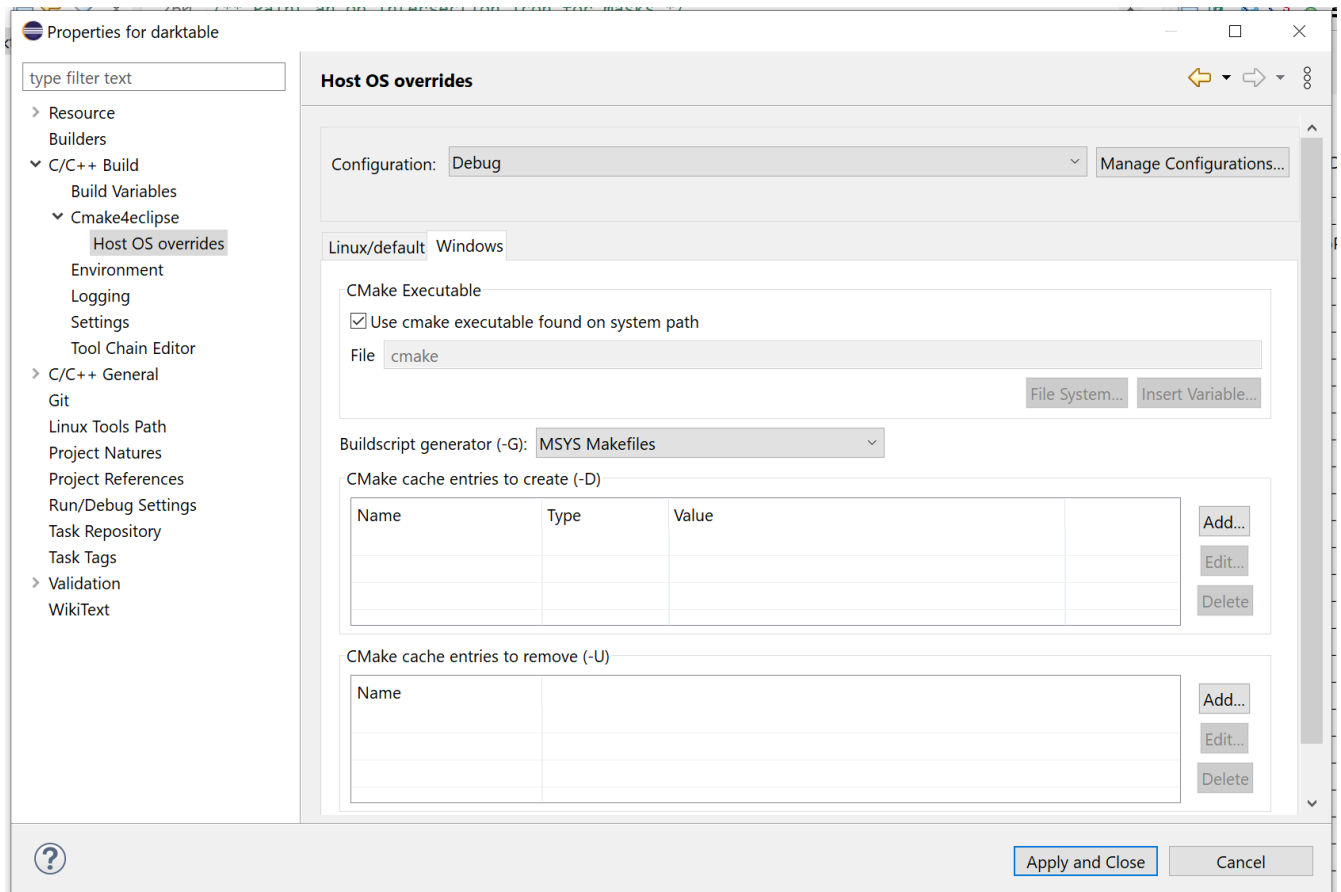 Properties for darktable
type filter text
Resource
Builders
C/C++ Build
Build Variables
Cmake4eclipse
Host OS overrides
Environment
Logging
Settings
Tool Chain Editor
C/C++ General
Git
Linux Tools Path
Project Natures
Project References
Run/Debug Settings
Task Repository
Task Tags
Validation
WikiText
Host OS overrides
Configuration: Debug Manage Configurations...
Linux/default Windows
CMake Executable
Use cmake executable found on system path
File cmake
File System... Insert Variable...
Buildscript generator (-G): MSYS Makefiles
CMake cache entries to create (-D)
Name Type Value
Add...
Edit...
Delete
CMake cache entries to remove (-U)
Name
Add...
Edit...
Delete
Apply and Close Cancel